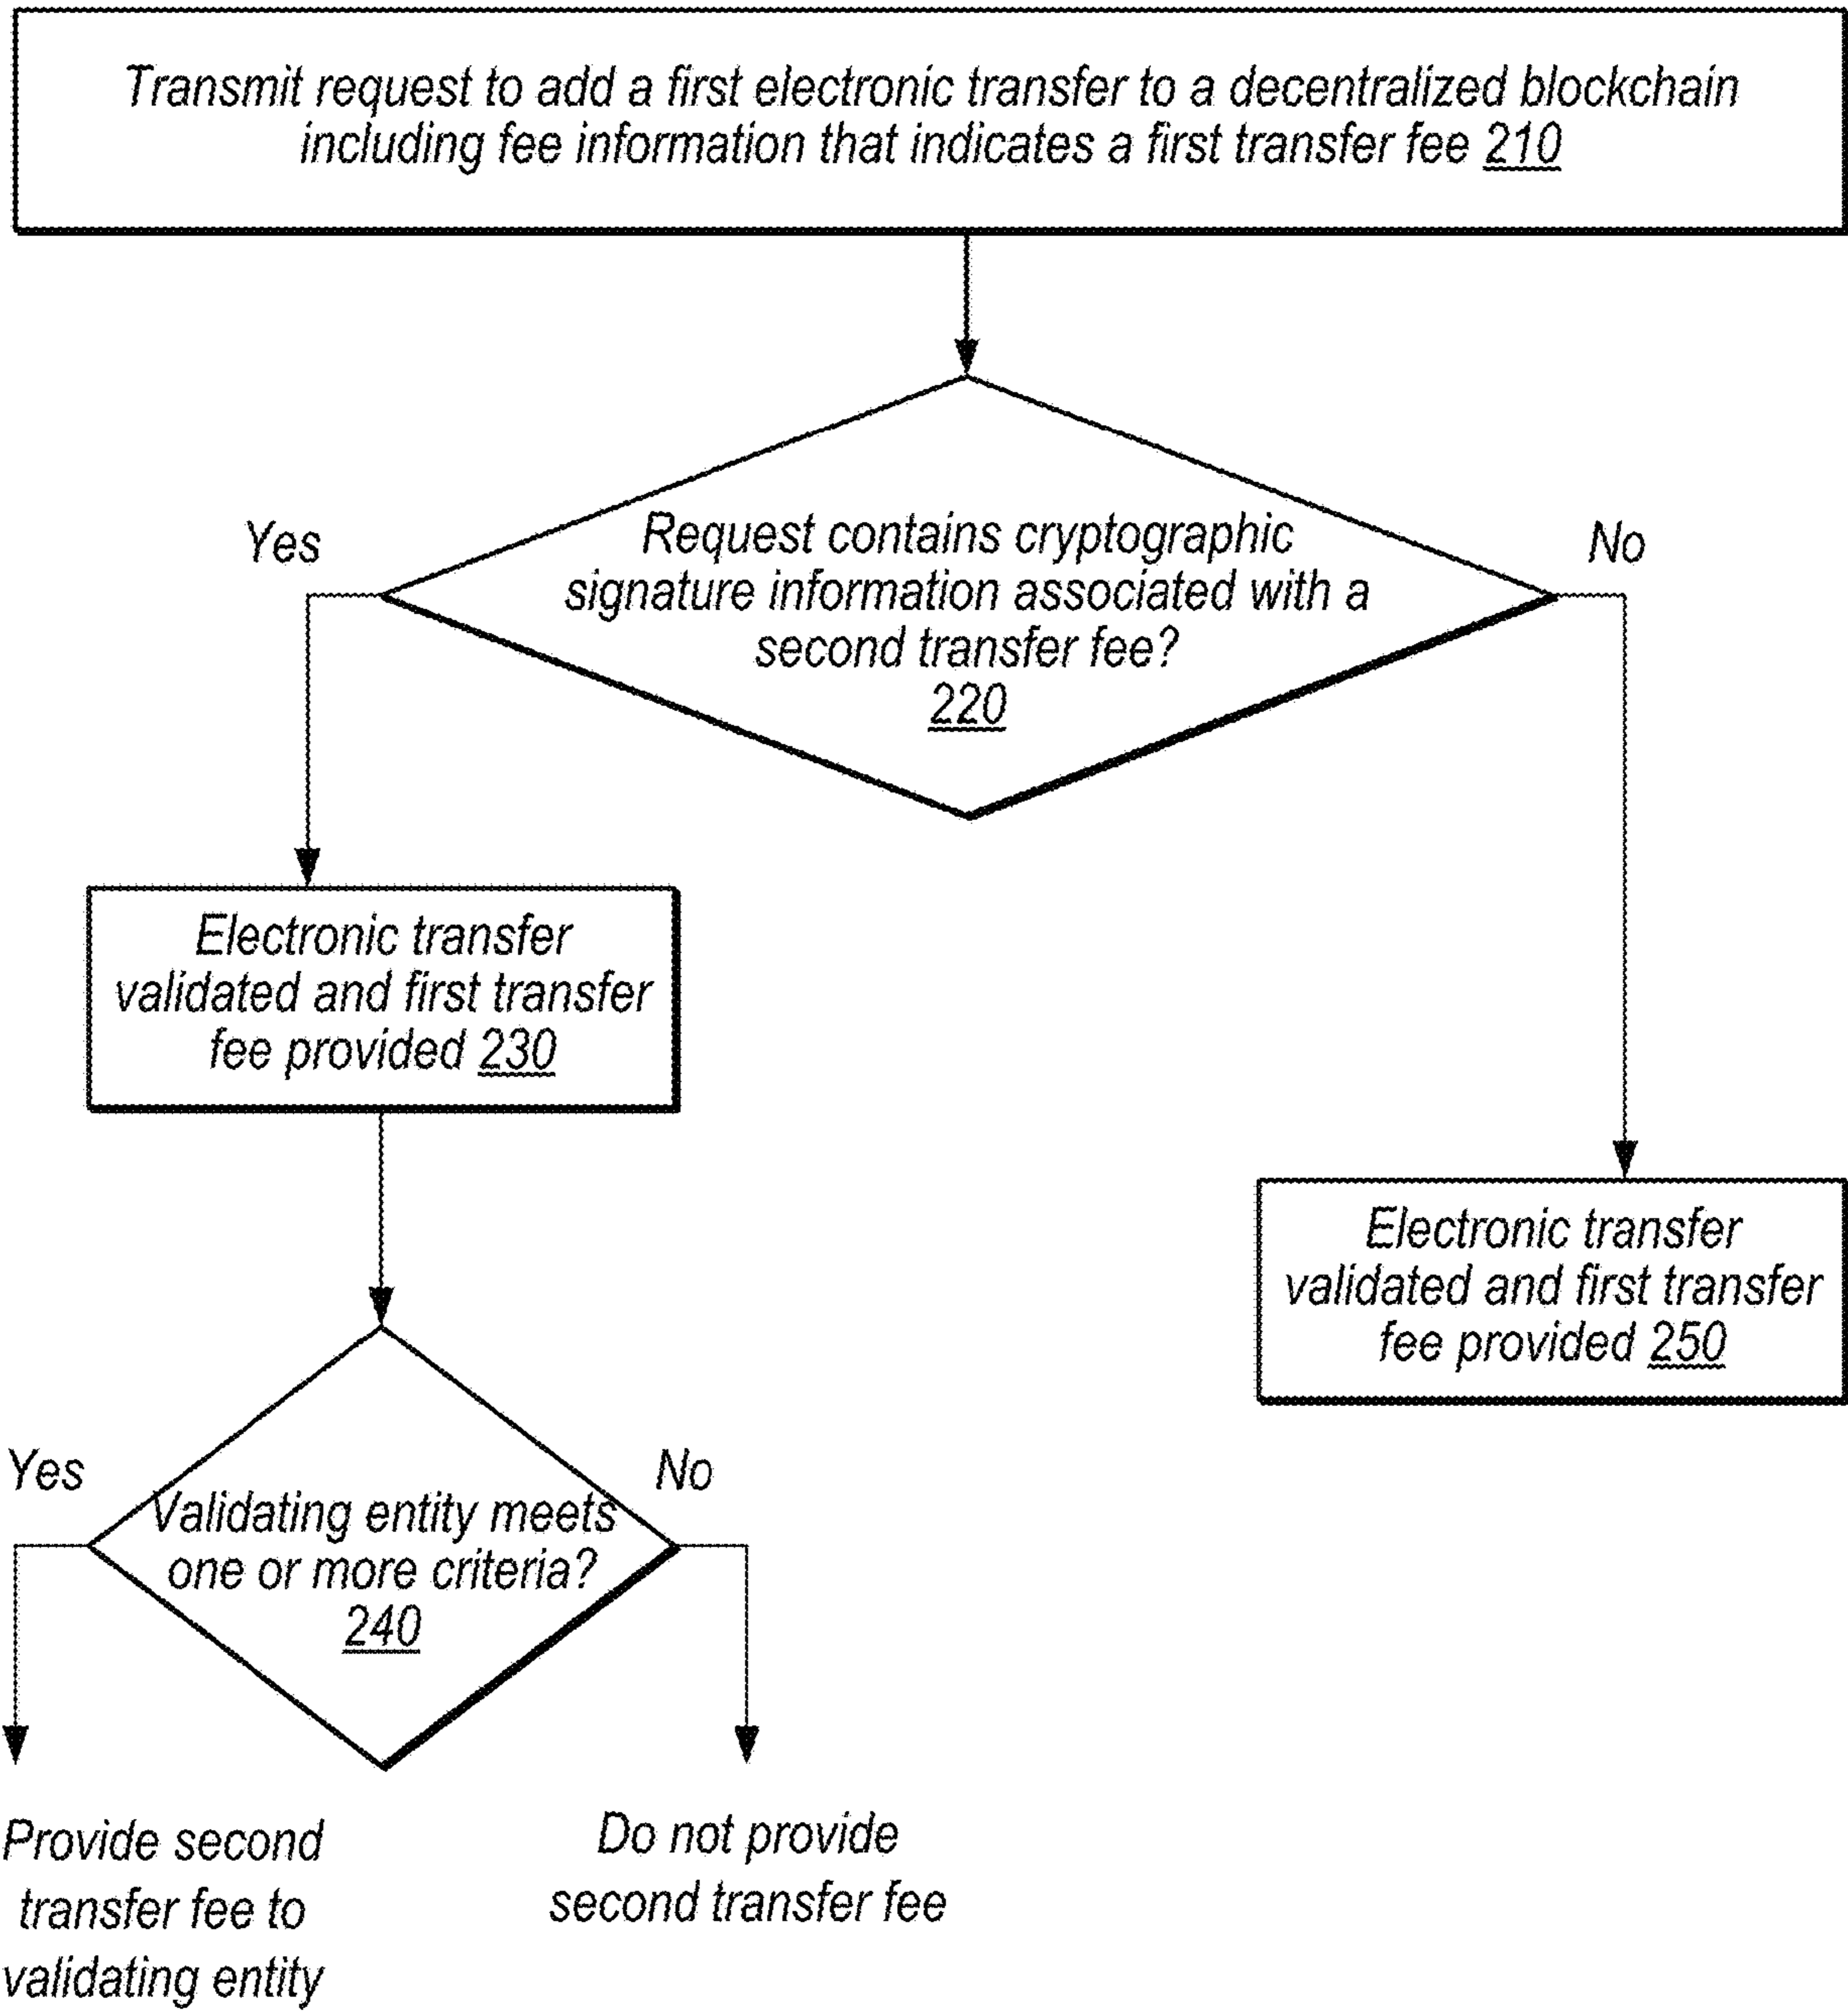 Transmit request to add a first electronic transfer to a decentralized blockchain
including fee information that indicates a first transfer fee 210
Yes
Request contains cryptographic
signature information associated with a
second transfer fee?
220
No
Electronic transfer
validated and first transfer
fee provided 230
Electronic transfer
validated and first transfer
fee provided 250
Yes
Validating entity meets
one or more criteria?
240
No
Provide second
transfer fee to
validating entity
Do not provide
second transfer fee